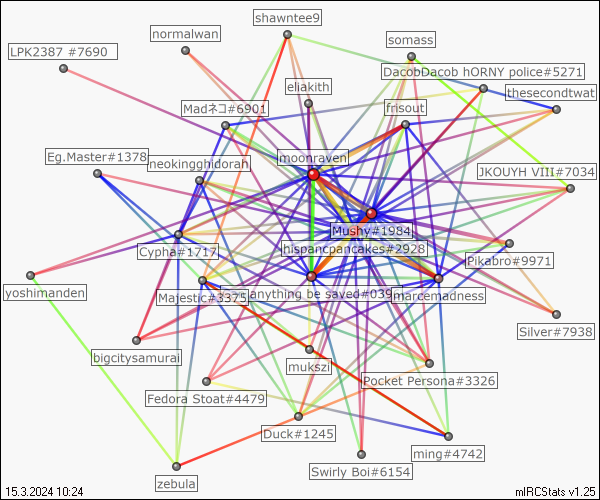 shawntee9
normalwan
somass
LPK2387 #7690
DacobDacob hORNY police#5271
eliakith
thesecondtwat
Madネコ#6901
frisout
Eg.Master#1378
neokinghidorah
moonraven
JKOUYH VIII#7034
Mushy#1984
Cypha#1717
hispancpancakes#2928
Pikabro#9971
yoshimanden
Majestic#3375
anything be saved#039
marcemadness
Silver#7938
bigcitysamurai
mukszi
Pocket Persona#3326
Fedora Stoat#4479
Duck#1245
ming#4742
Swirly Boi#6154
zebula
15.3.2024 10:24
mIRCStats v1.25